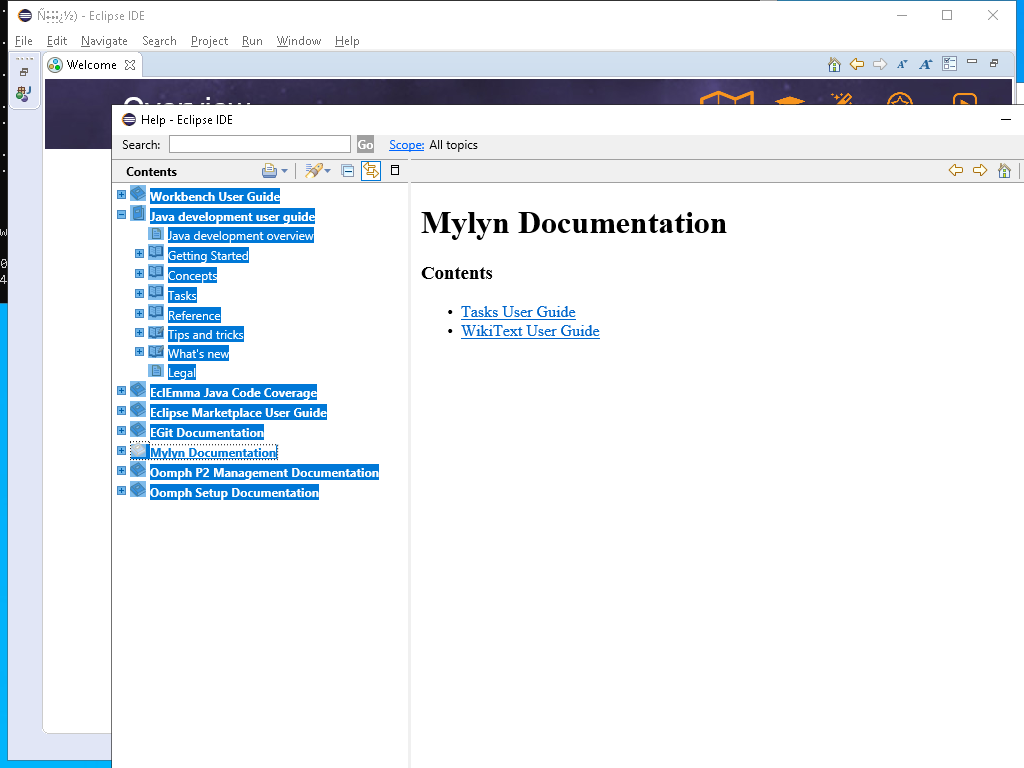 - Eclipse IDE
File Edit Navigate Search Project Run Window Help
Welcome
Overview
Help - Eclipse IDE
Search: Go Scope: All topics
Contents
Workbench User Guide
Java development user guide
Java development overview
Getting Started
Concepts
Tasks
Reference
Tips and tricks
What's new
Legal
EclEmma Java Code Coverage
Eclipse Marketplace User Guide
EGit Documentation
Mylyn Documentation
Oomph P2 Management Documentation
Oomph Setup Documentation
Mylyn Documentation
Contents
• Tasks User Guide
• WikiText User Guide